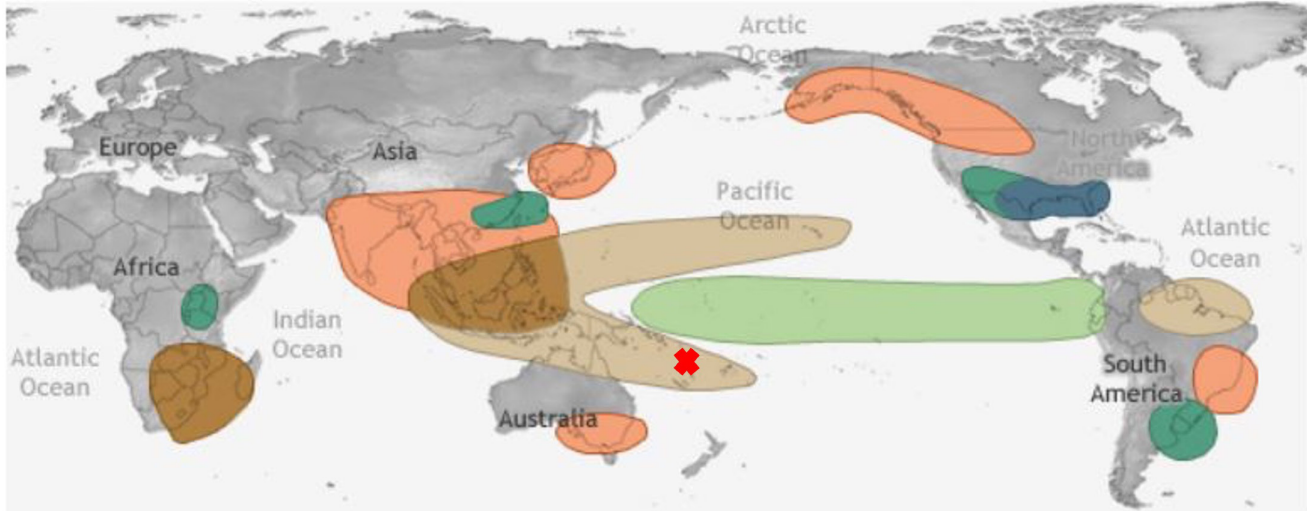 Arctic
Ocean
Europe
Asia
North
America
Pacific
Ocean
Atlantic
Ocean
Africa
Indian
Ocean
Atlantic
Ocean
South
America
Australia